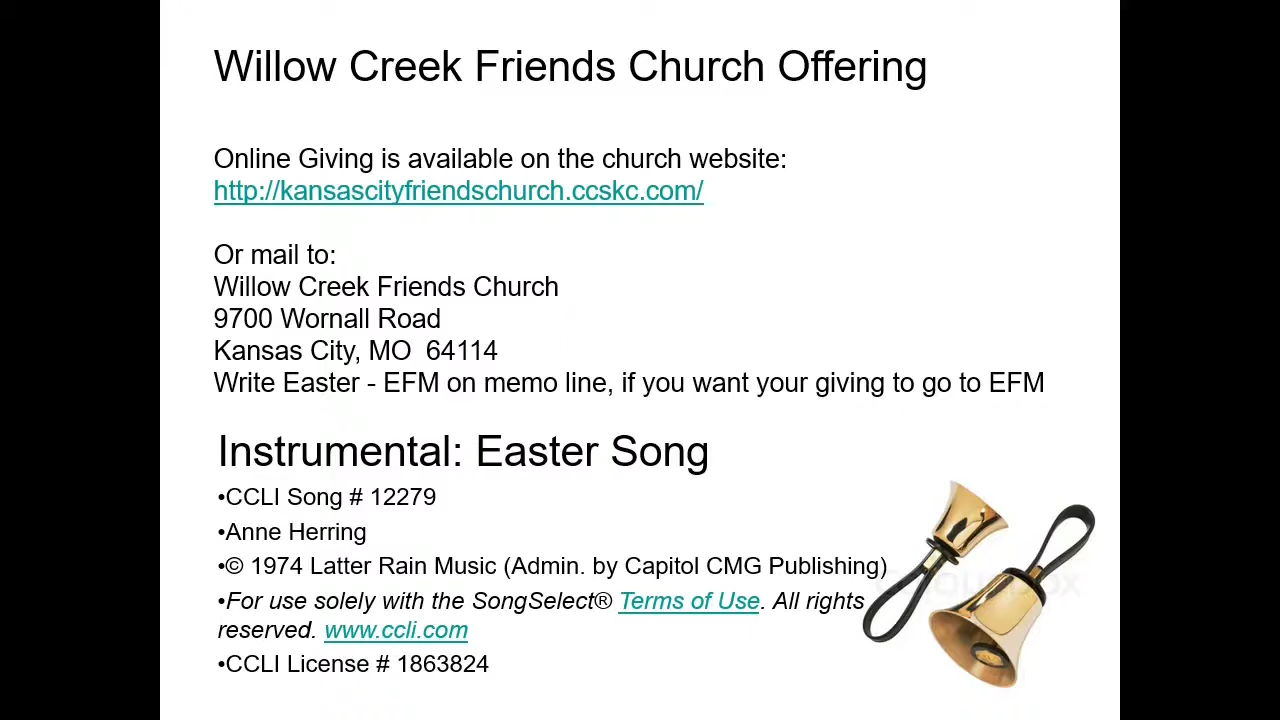 Willow Creek Friends Church Offering
Online Giving is available on the church website:
http://kansascityfriendschurch.ccskc.com/
Or mail to:
Willow Creek Friends Church
9700 Wornall Road
Kansas City, MO  64114
Write Easter - EFM on memo line, if you want your giving to go to EFM
Instrumental: Easter Song
•CCLI Song # 12279
•Anne Herring
•© 1974 Latter Rain Music (Admin. by Capitol CMG Publishing)
•For use solely with the SongSelect® Terms of Use. All rights
reserved. www.ccli.com
•CCLI License # 1863824